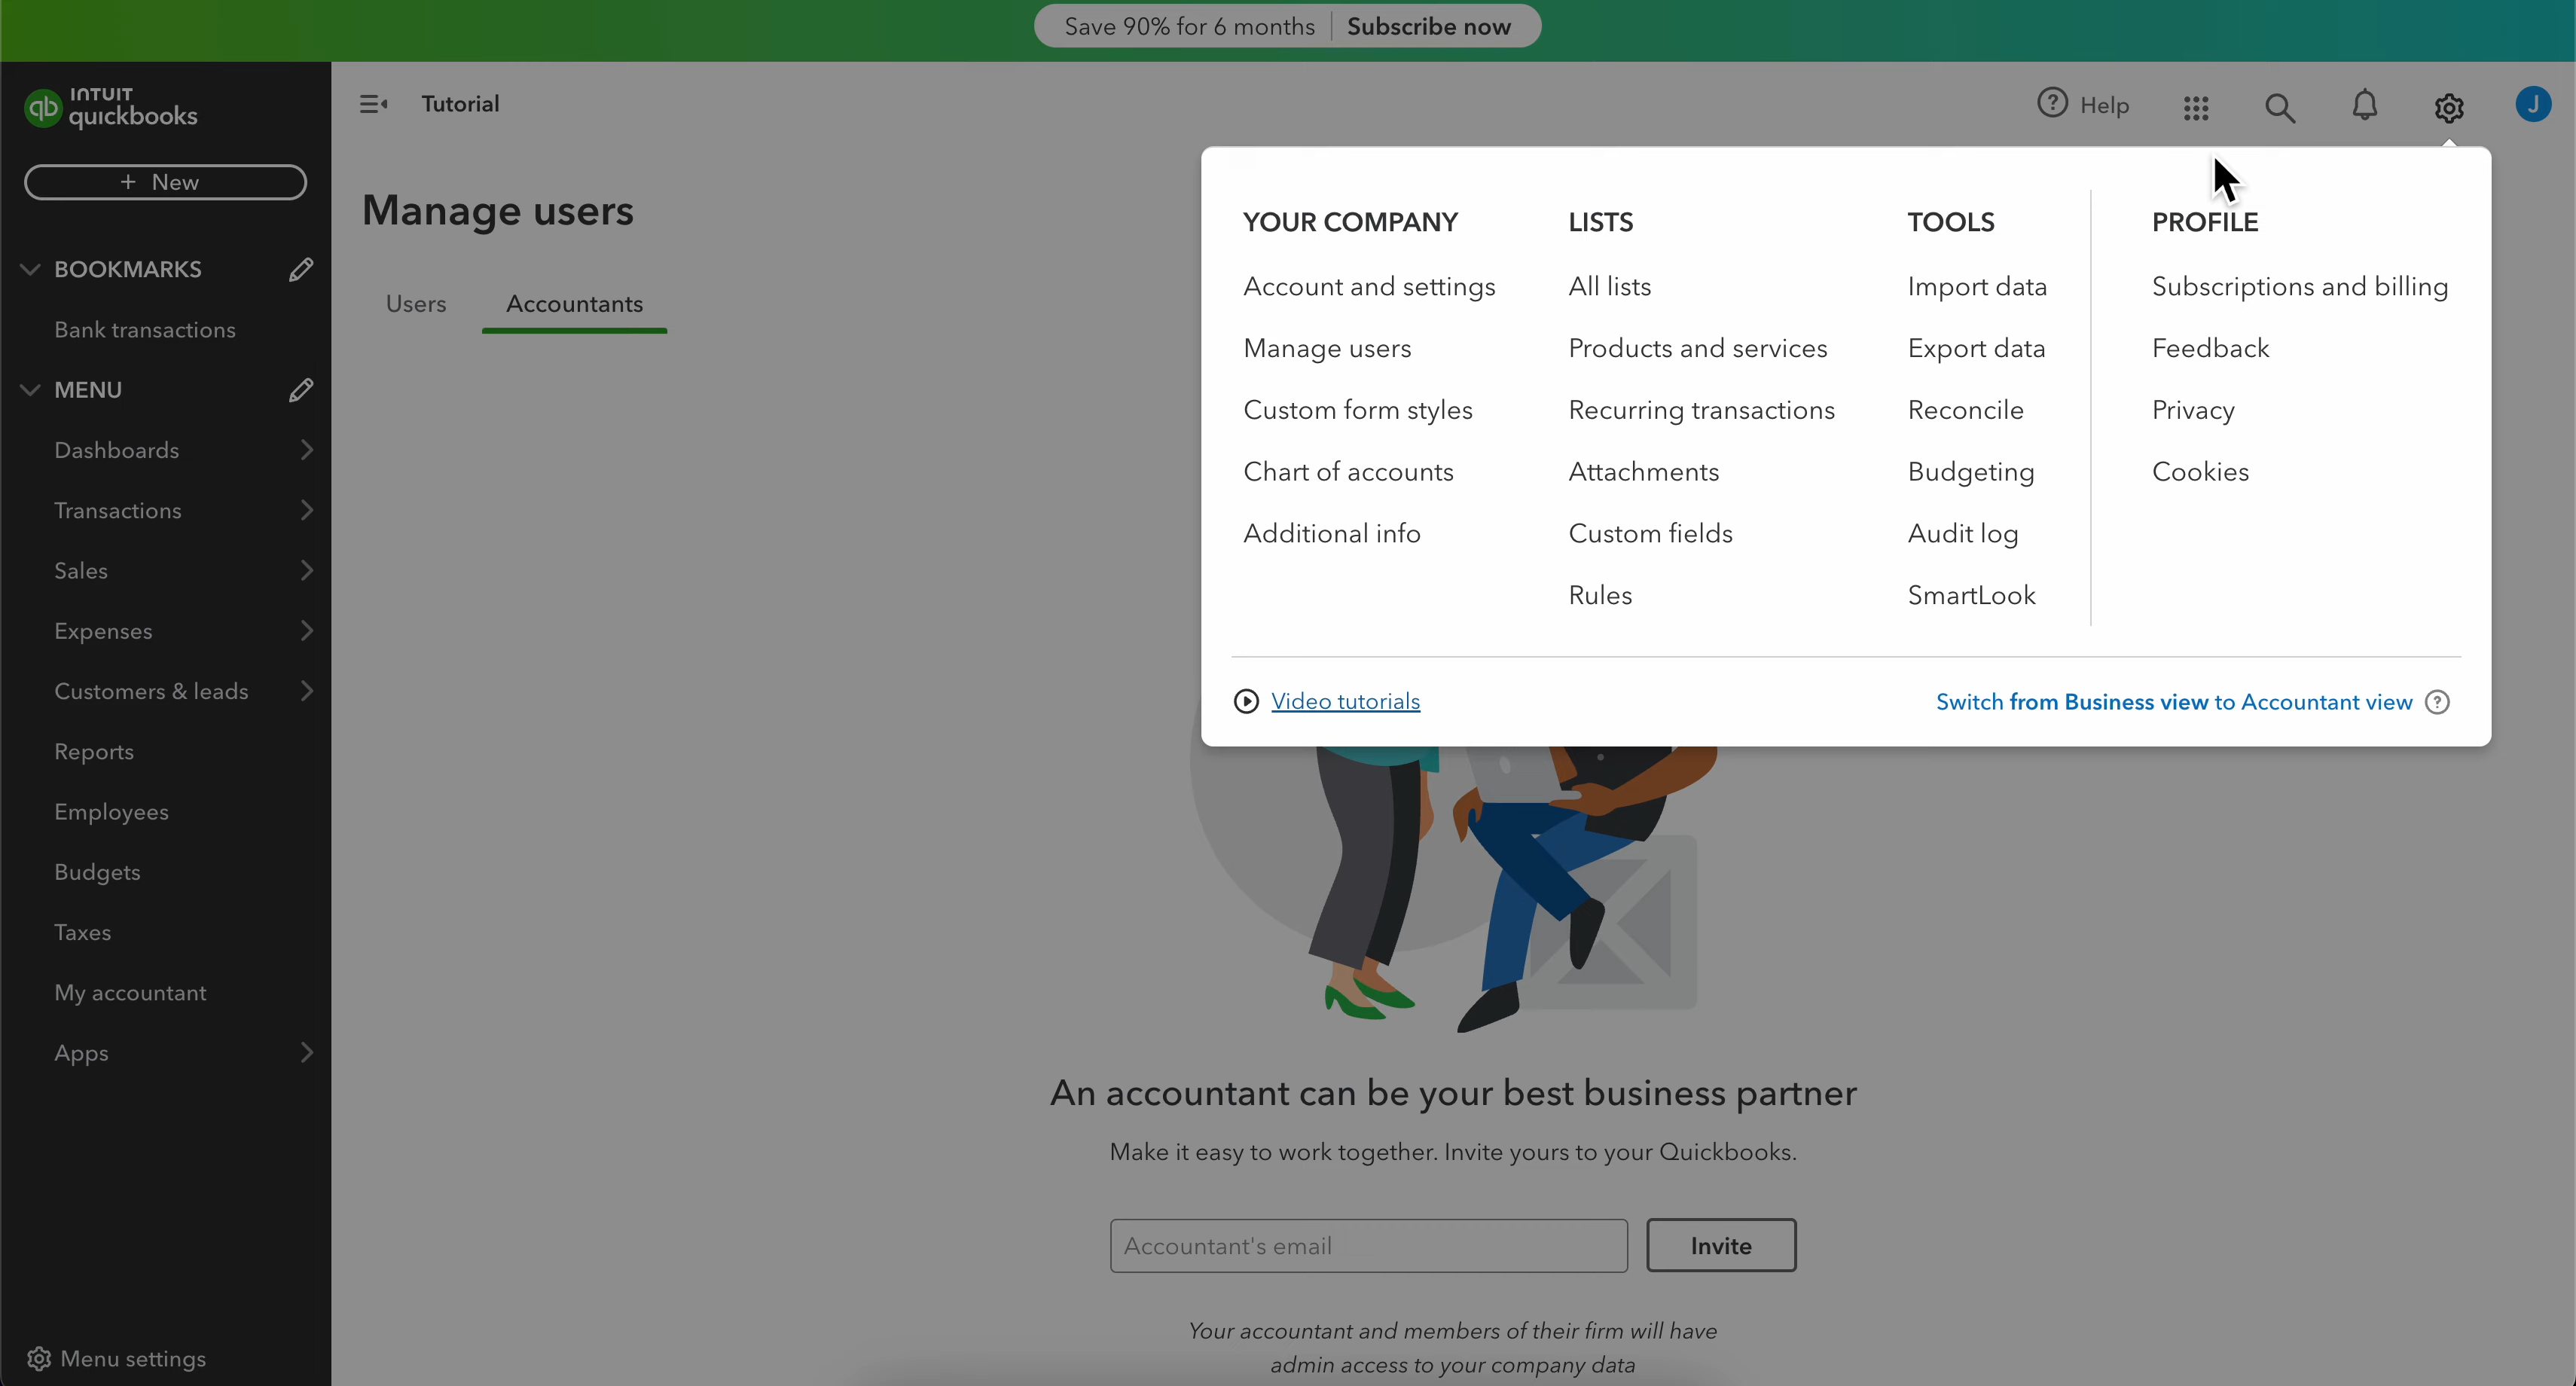 Save 90% for 6 months Subscribe now
INTUIT
quickbooks
qb
+ New
BOOKMARKS
Bank transactions
MENU
Dashboards
Transactions
Sales
Expenses
Customers & leads
Reports
Employees
Budgets
Taxes
My accountant
Apps
Menu settings
Tutorial
Help
J
Manage users
Users Accountants
YOUR COMPANY
Account and settings
Manage users
Custom form styles
Chart of accounts
Additional info
LISTS
All lists
Products and services
Recurring transactions
Attachments
Custom fields
Rules
TOOLS
Import data
Export data
Reconcile
Budgeting
Audit log
SmartLook
PROFILE
Subscriptions and billing
Feedback
Privacy
Cookies
Video tutorials
Switch from Business view to Accountant view
An accountant can be your best business partner
Make it easy to work together. Invite yours to your Quickbooks.
Accountant's email
Invite
Your accountant and members of their firm will have
admin access to your company data